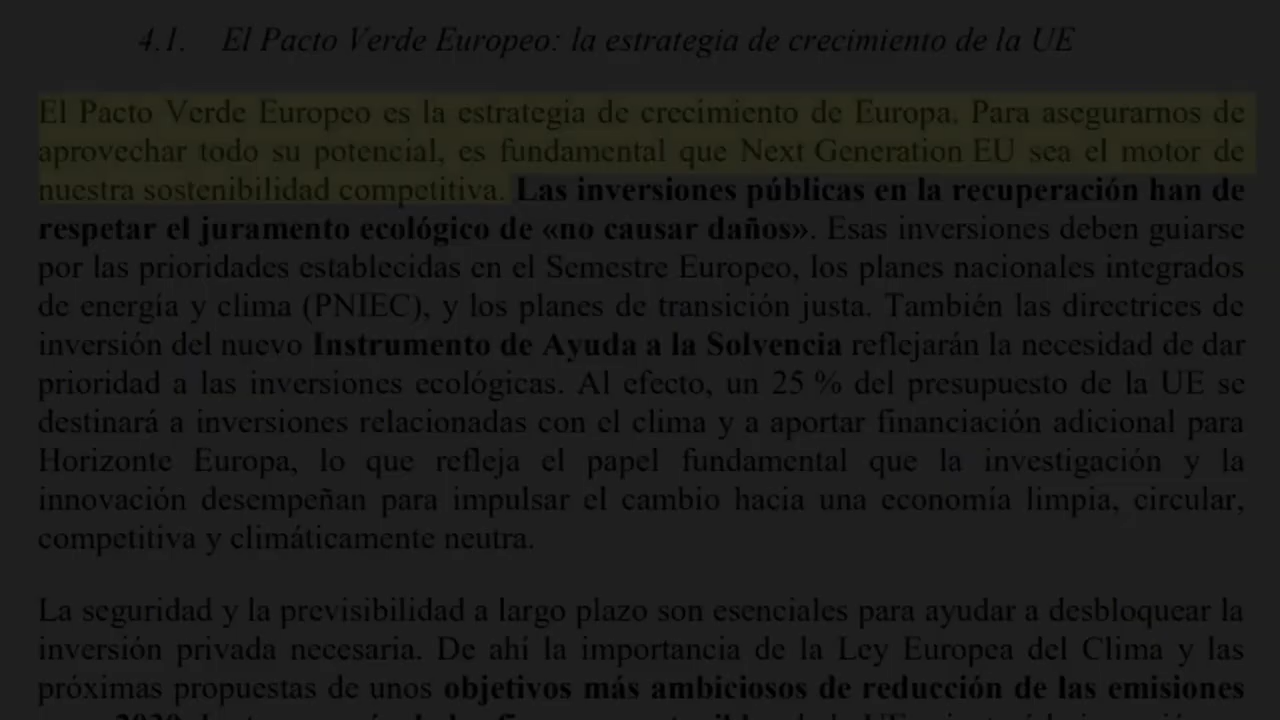 4.1. El Pacto Verde Europeo: la estrategia de crecimiento de la UE
El Pacto Verde Europeo es la estrategia de crecimiento de Europa. Para asegurarnos de
aprovechar todo su potencial, es fundamental que Next Generation EU sea el motor de
nuestra sostenibilidad competitiva. Las inversiones públicas en la recuperación han de
respetar el juramento ecológico de «no causar daños». Esas inversiones deben guiarse
por las prioridades establecidas en el Semestre Europeo, los planes nacionales integrados
de energía y clima (PNIEC), y los planes de transición justa. También las directrices de
inversión del nuevo Instrumento de Ayuda a la Solvencia reflejarán la necesidad de dar
prioridad a las inversiones ecológicas. Al efecto, un 25 % del presupuesto de la UE se
destinará a inversiones relacionadas con el clima y a aportar financiación adicional para
Horizonte Europa, lo que refleja el papel fundamental que la investigación y la
innovación desempeñan para impulsar el cambio hacia una economía limpia, circular,
competitiva y climáticamente neutra.
La seguridad y la previsibilidad a largo plazo son esenciales para ayudar a desbloquear la
inversión privada necesaria. De ahí la importancia de la Ley Europea del Clima y las
próximas propuestas de unos objetivos más ambiciosos de reducción de las emisiones